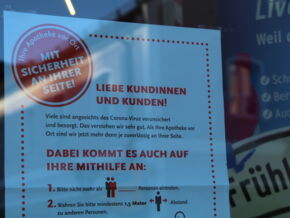 Ihre Apotheke vor Ort
MIT
SICHERHEIT
AN IHRER
SEITE!
LIEBE KUNDINNEN
UND KUNDEN!
Viele sind angesichts des Corona-Virus verunsichert
und besorgt. Das verstehen wir sehr gut. Als Ihre Apotheke vor
Ort sind wir jetzt mehr denn je zuverlässig an Ihrer Seite.
DABEI KOMMT ES AUCH AUF
IHRE MITHILFE AN:
1. Bitte nicht mehr als
Personen eintreten.
2. Wahren Sie bitte mindestens 1,5 Meter
Abstand
zu anderen Personen.
Live
Weil
Sch
Frühl